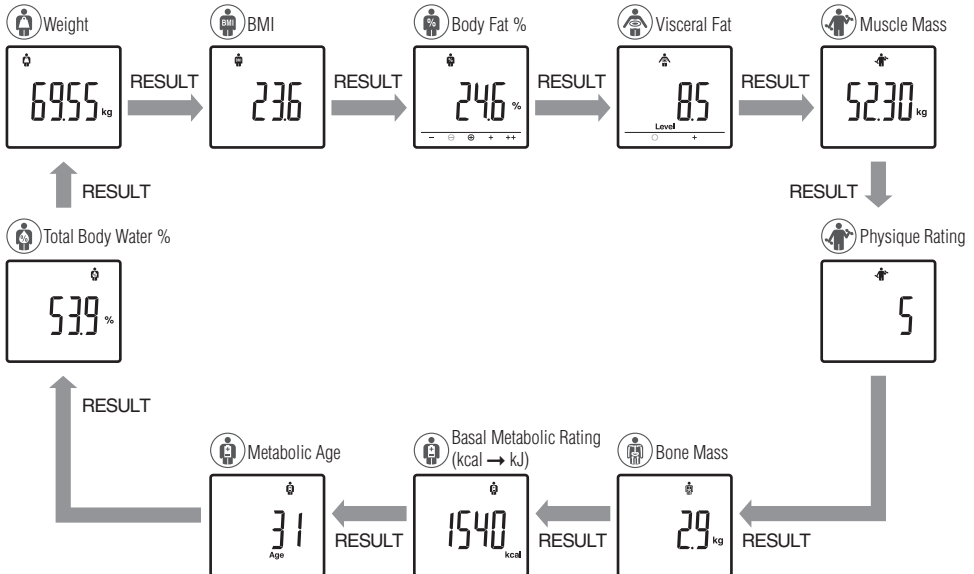 Weight
BMI
BMI
%
Body Fat %
Visceral Fat
Muscle Mass
69.55 kg
RESULT
23.6
RESULT
24.6 %
- ⊖ ⊕ + ++
RESULT
8.5
Level
○ +
RESULT
52.30 kg
RESULT
RESULT
%
Total Body Water %
Physique Rating
53.9 %
5
RESULT
Metabolic Age
Basal Metabolic Rating
(kcal → kJ)
Bone Mass
31
Age
RESULT
1540
kcal
RESULT
2.9 kg
RESULT